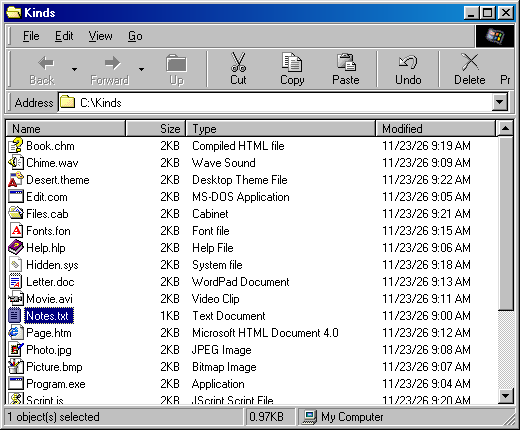 Kinds
File Edit View Go
Back Forward Up Cut Copy Paste Undo Delete Pr
Address C:\Kinds
Name Size Type Modified
Book.chm 2KB Compiled HTML file 11/23/26 9:19 AM
Chime.wav 2KB Wave Sound 11/23/26 9:09 AM
Desert.theme 2KB Desktop Theme File 11/23/26 9:22 AM
Edit.com 2KB MS-DOS Application 11/23/26 9:05 AM
Files.cab 2KB Cabinet 11/23/26 9:21 AM
Fonts.fon 2KB Font file 11/23/26 9:15 AM
Help.hlp 2KB Help File 11/23/26 9:06 AM
Hidden.sys 2KB System file 11/23/26 9:18 AM
Letter.doc 2KB WordPad Document 11/23/26 9:13 AM
Movie.avi 2KB Video Clip 11/23/26 9:11 AM
Notes.txt 1KB Text Document 11/23/26 9:00 AM
Page.htm 2KB Microsoft HTML Document 4.0 11/23/26 9:12 AM
Photo.jpg 2KB JPEG Image 11/23/26 9:08 AM
Picture.bmp 2KB Bitmap Image 11/23/26 9:07 AM
Program.exe 2KB Application 11/23/26 9:04 AM
Script.js 2KB JScript Script File 11/23/26 9:20 AM
1 object(s) selected 0.97KB My Computer